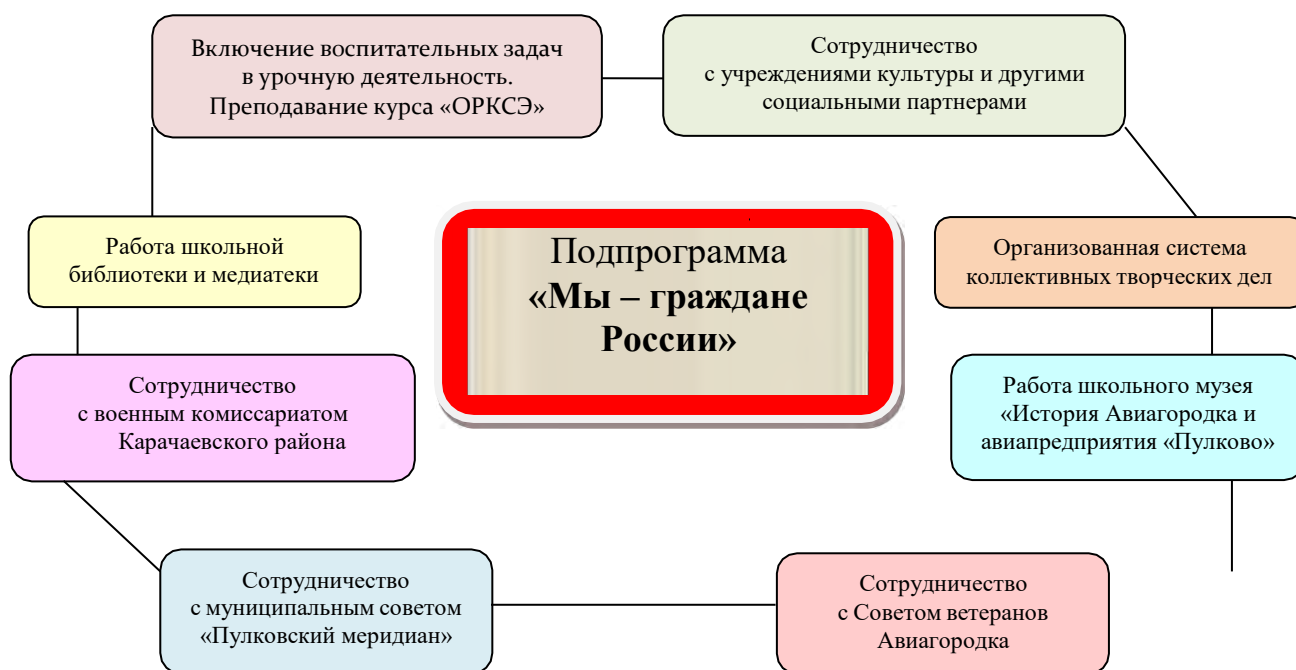 Включение воспитательных задач
в урочную деятельность.
Преподавание курса «ОРКСЭ»
Сотрудничество
с учреждениями культуры и другими
социальными партнерами
Работа школьной
библиотеки и медиатеки
Подпрограмма
«Мы – граждане
России»
Организованная система
коллективных творческих дел
Сотрудничество
с военным комиссариатом
Карачаевского района
Работа школьного музея
«История Авиагородка и
авиапредприятия «Пулково»
Сотрудничество
с муниципальным советом
«Пулковский меридиан»
Сотрудничество
с Советом ветеранов
Авиагородка